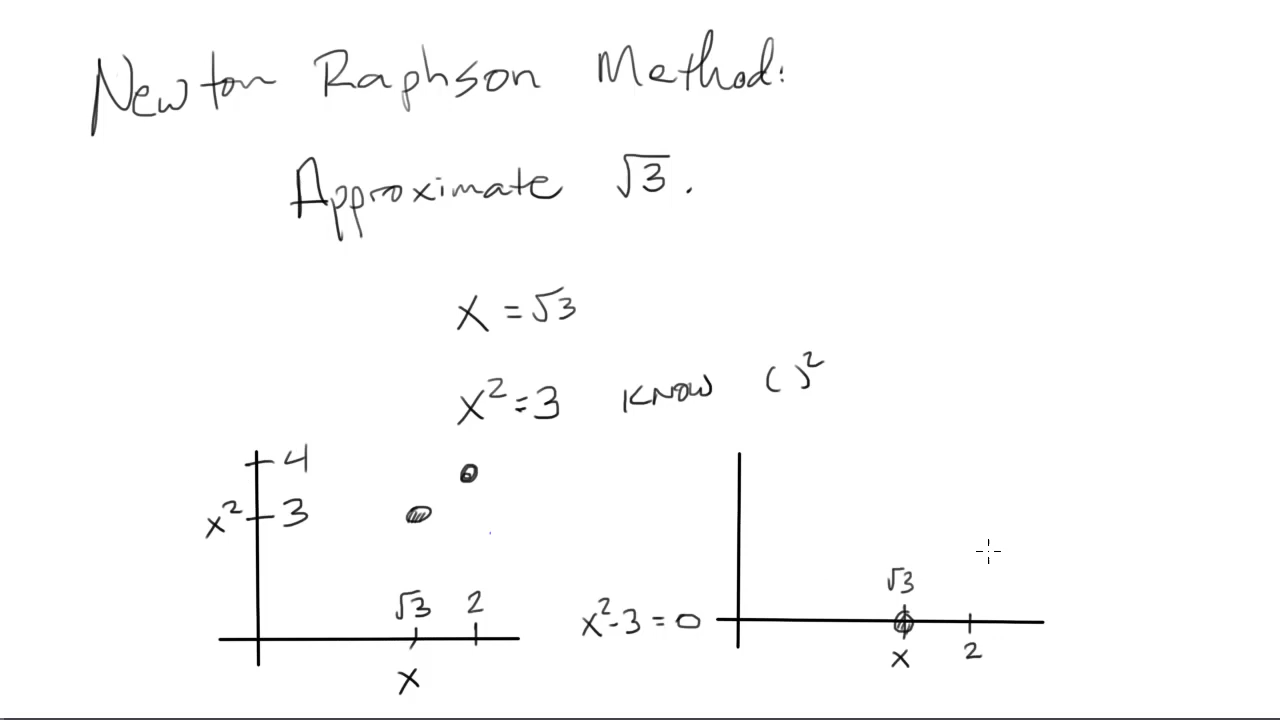 Newton Raphson Method:
Approximate √3.
x = √3
x² = 3 KNOW ( )²
4
x² 3
√3 2
x
√3
x² - 3 = 0
x 2